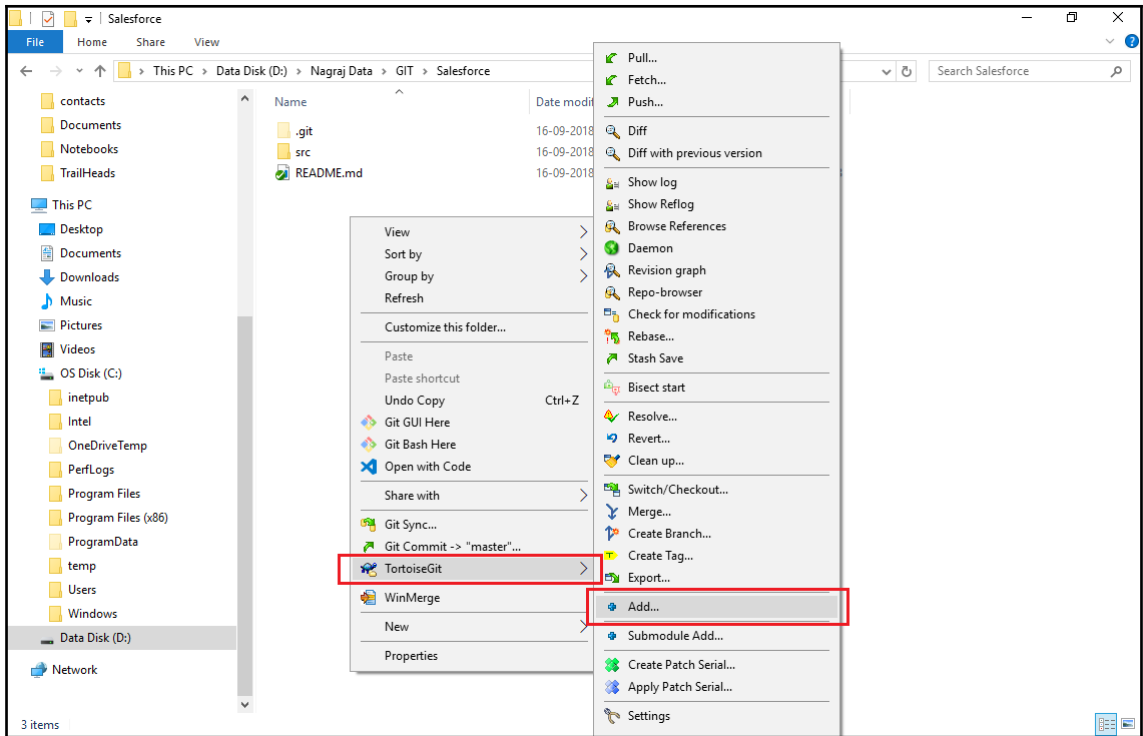 Salesforce
File Home Share View
This PC > Data Disk (D:) > Nagraj Data > GIT > Salesforce
Search Salesforce
contacts
Documents
Notebooks
TrailHeads
This PC
Desktop
Documents
Downloads
Music
Pictures
Videos
OS Disk (C:)
inetpub
Intel
OneDriveTemp
PerfLogs
Program Files
Program Files (x86)
ProgramData
temp
Users
Windows
Data Disk (D:)
Network
3 items
Name Date modif
.git 16-09-2018
src 16-09-2018
README.md 16-09-2018
View
Sort by
Group by
Refresh
Customize this folder...
Paste
Paste shortcut
Undo Copy Ctrl+Z
Git GUI Here
Git Bash Here
Open with Code
Share with
Git Sync...
Git Commit -> "master"...
TortoiseGit
WinMerge
New
Properties
Pull...
Fetch...
Push...
Diff
Diff with previous version
Show log
Show Reflog
Browse References
Daemon
Revision graph
Repo-browser
Check for modifications
Rebase...
Stash Save
Bisect start
Resolve...
Revert...
Clean up...
Switch/Checkout...
Merge...
Create Branch...
Create Tag...
Export...
Add...
Submodule Add...
Create Patch Serial...
Apply Patch Serial...
Settings